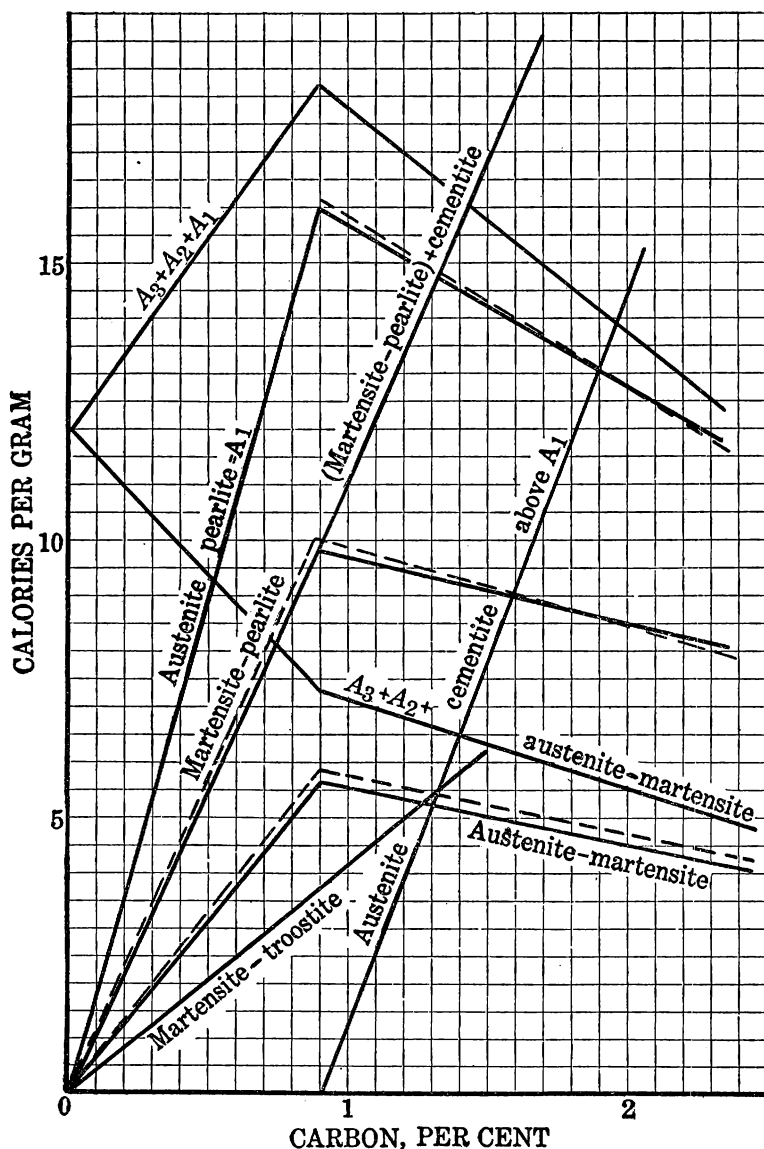 CALORIES PER GRAM
15
10
5
0
1
2
CARBON, PER CENT
A3+A2+A1
Austenite pearlite=A1
Martensite-pearlite
(Martensite-pearlite)+cementite
Austenite cementite above A1
A3+A2+ austenite-martensite
Austenite-martensite
Martensite-troostite